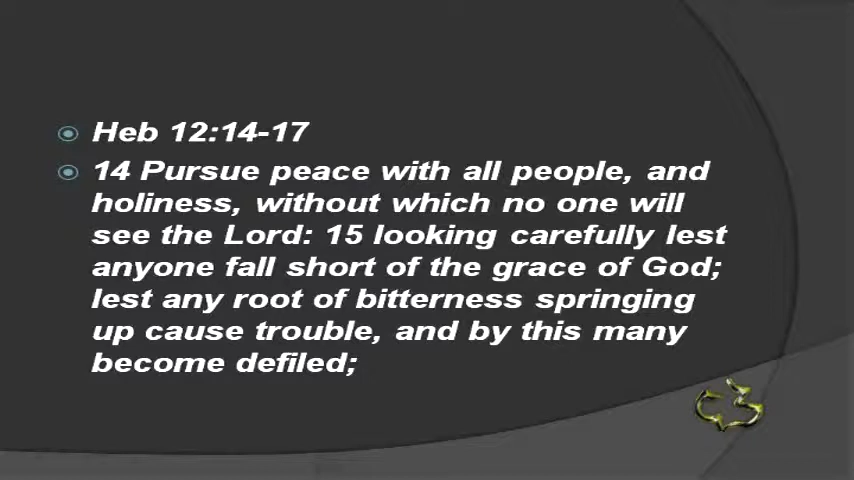 Heb 12:14-17
14 Pursue peace with all people, and
holiness, without which no one will
see the Lord: 15 looking carefully lest
anyone fall short of the grace of God;
lest any root of bitterness springing
up cause trouble, and by this many
become defiled;